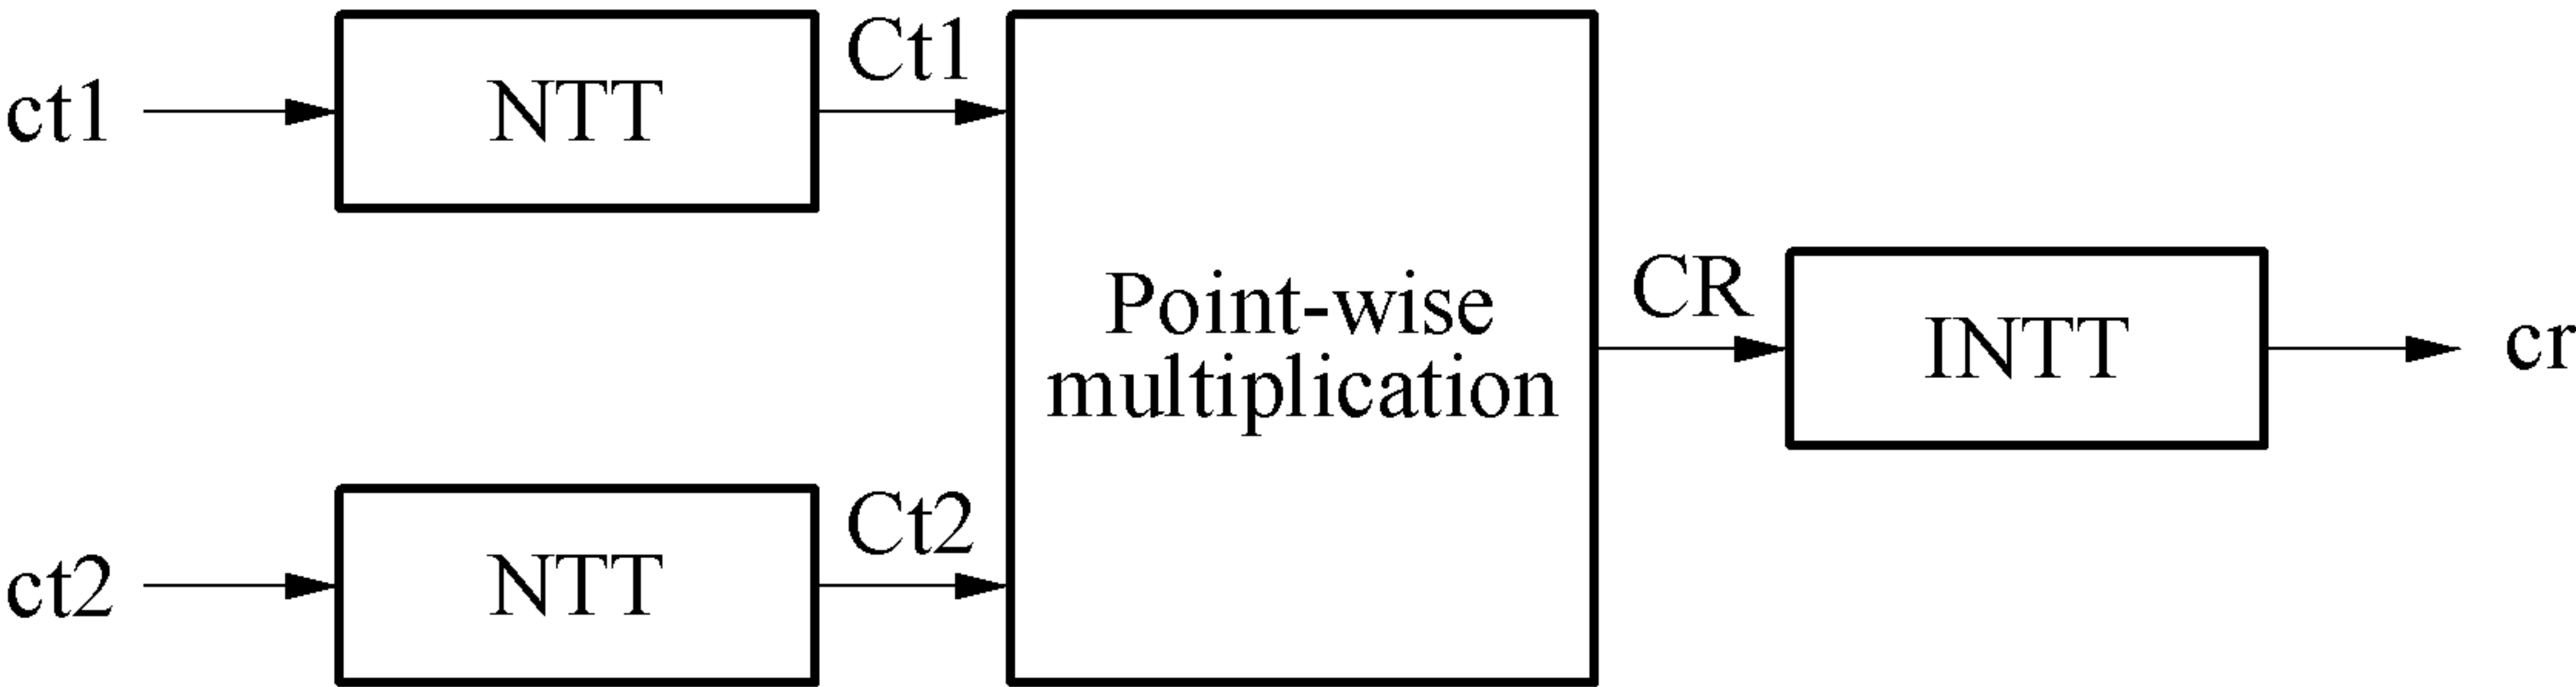 ct1
NTT
Ct1
Point-wise
multiplication
CR
INTT
cr
ct2
NTT
Ct2